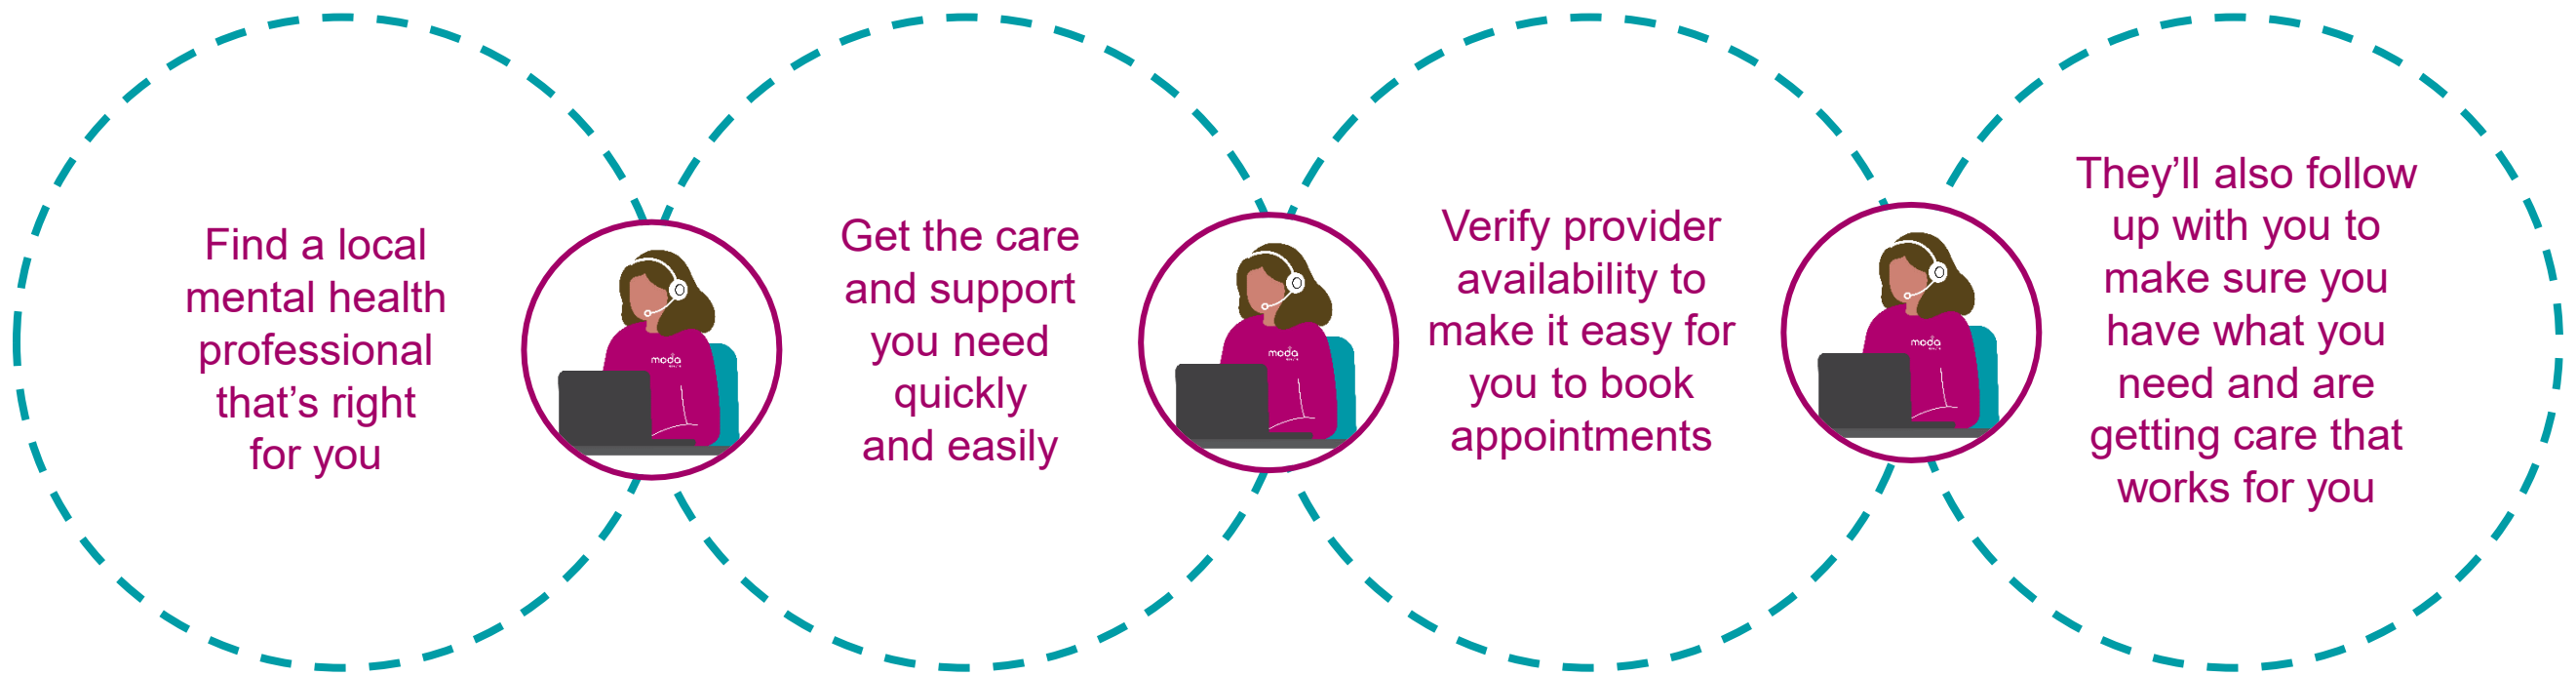 Find a local
mental health
professional
that's right
for you
moda
Get the care
and support
you need
quickly
and easily
moda
Verify provider
availability to
make it easy for
you to book
appointments
moda
They'll also follow
up with you to
make sure you
have what you
need and are
getting care that
works for you